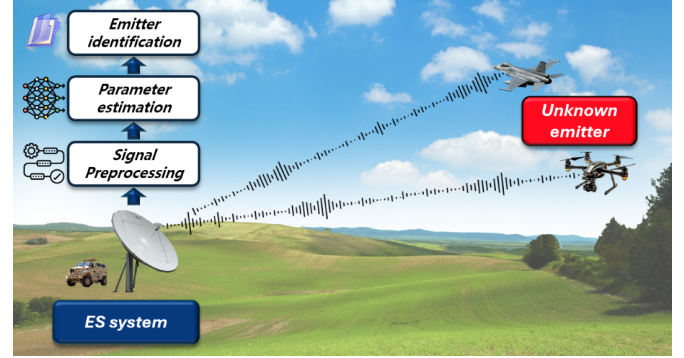 Emitter
identification
Parameter
estimation
Signal
Preprocessing
Unknown
emitter
ES system